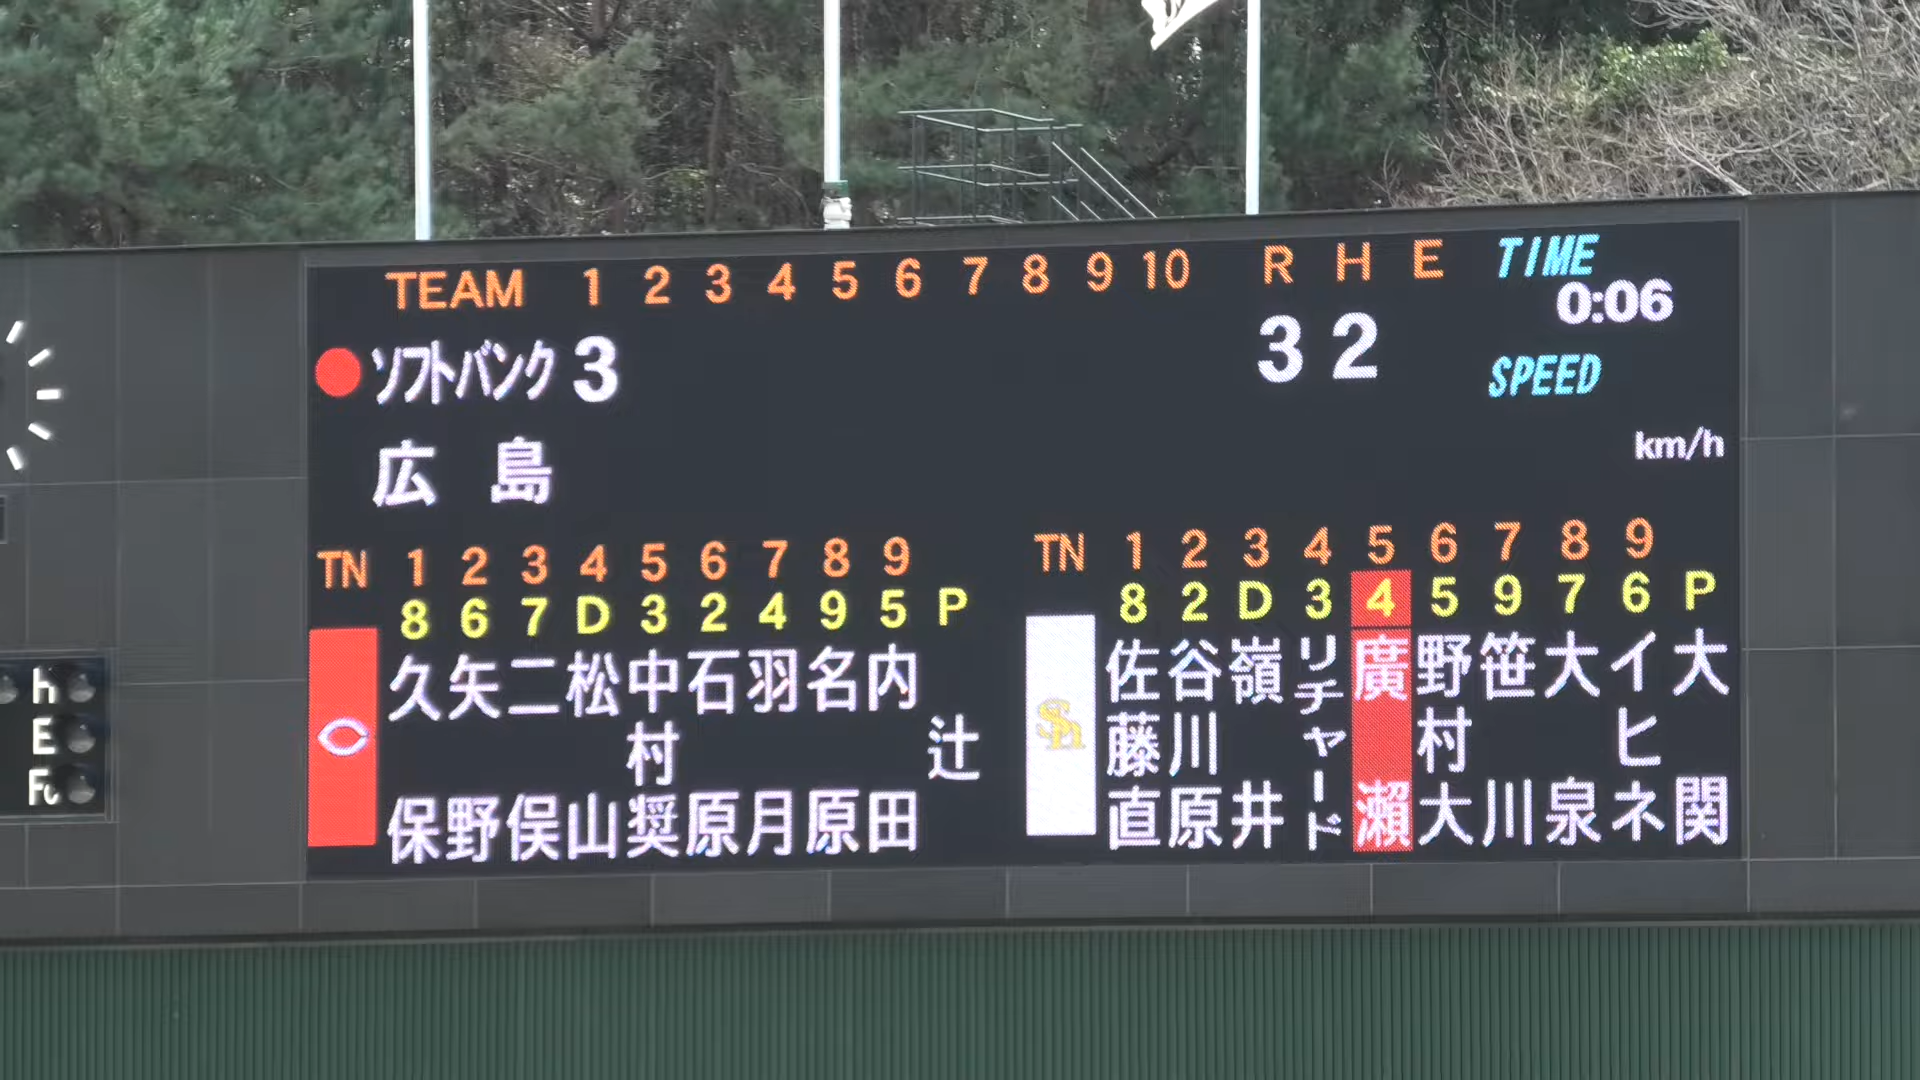 TEAM 1 2 3 4 5 6 7 8 9 10 R H E
TIME
0:06
ソフトバンク 3 3 2
SPEED
広島
km/h
TN 1 2 3 4 5 6 7 8 9
8 6 7 D 3 2 4 9 5 P
久保
矢野
二俣
松山
中村奨
石原
羽月
名原
内田
辻
TN 1 2 3 4 5 6 7 8 9
8 2 D 3 4 5 9 7 6 P
SH
佐藤直
谷川原
嶺井
リチャード
廣瀨
野村大
笹川
大泉
イヒネ
大関
h
E
Fc